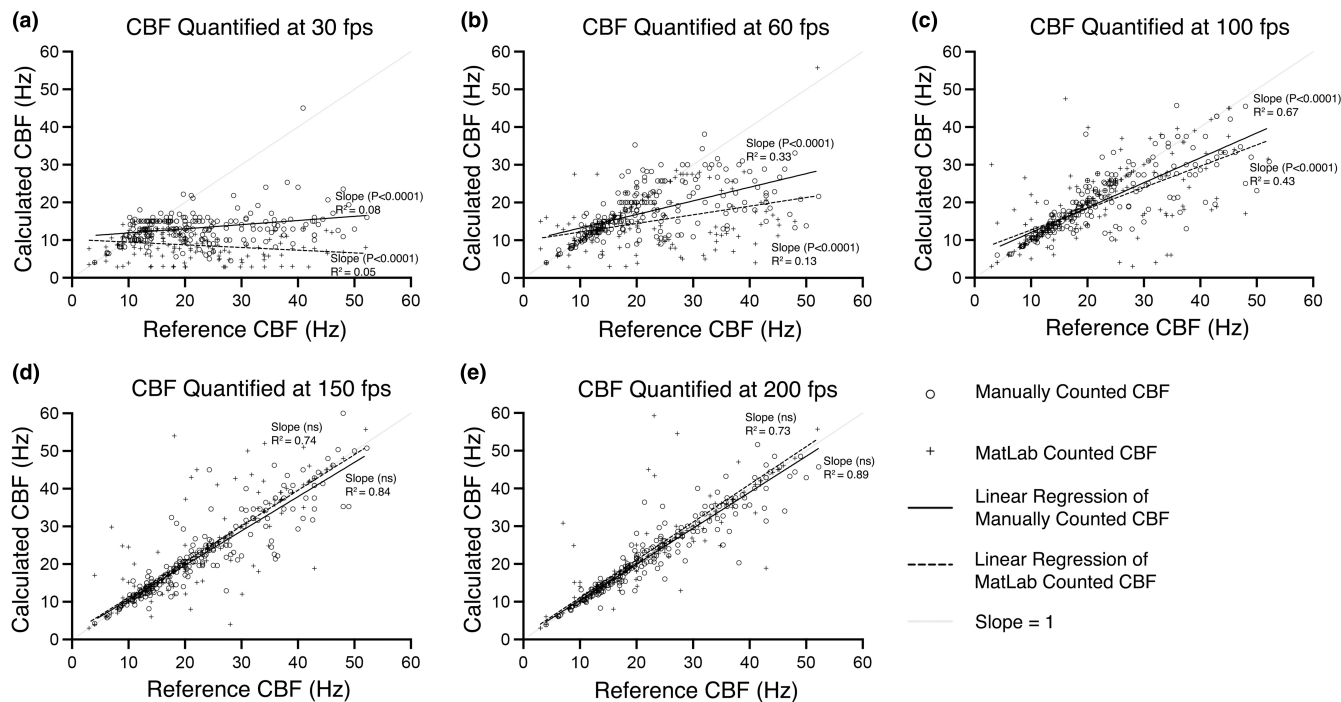 (a)
CBF Quantified at 30 fps
60
50
40
30
20
10
0
Calculated CBF (Hz)
Slope (P<0.0001)
R² = 0.08
Slope (P<0.0001)
R² = 0.05
0 10 20 30 40 50 60
Reference CBF (Hz)
(b)
CBF Quantified at 60 fps
60
50
40
30
20
10
0
Calculated CBF (Hz)
Slope (P<0.0001)
R² = 0.33
Slope (P<0.0001)
R² = 0.13
0 10 20 30 40 50 60
Reference CBF (Hz)
(c)
CBF Quantified at 100 fps
60
50
40
30
20
10
0
Calculated CBF (Hz)
Slope (P<0.0001)
R² = 0.67
Slope (P<0.0001)
R² = 0.43
0 10 20 30 40 50 60
Reference CBF (Hz)
(d)
CBF Quantified at 150 fps
60
50
40
30
20
10
0
Calculated CBF (Hz)
Slope (ns)
R² = 0.74
Slope (ns)
R² = 0.84
0 10 20 30 40 50 60
Reference CBF (Hz)
(e)
CBF Quantified at 200 fps
60
50
40
30
20
10
0
Calculated CBF (Hz)
Slope (ns)
R² = 0.73
Slope (ns)
R² = 0.89
0 10 20 30 40 50 60
Reference CBF (Hz)
Manually Counted CBF
MatLab Counted CBF
Linear Regression of
Manually Counted CBF
Linear Regression of
MatLab Counted CBF
Slope = 1